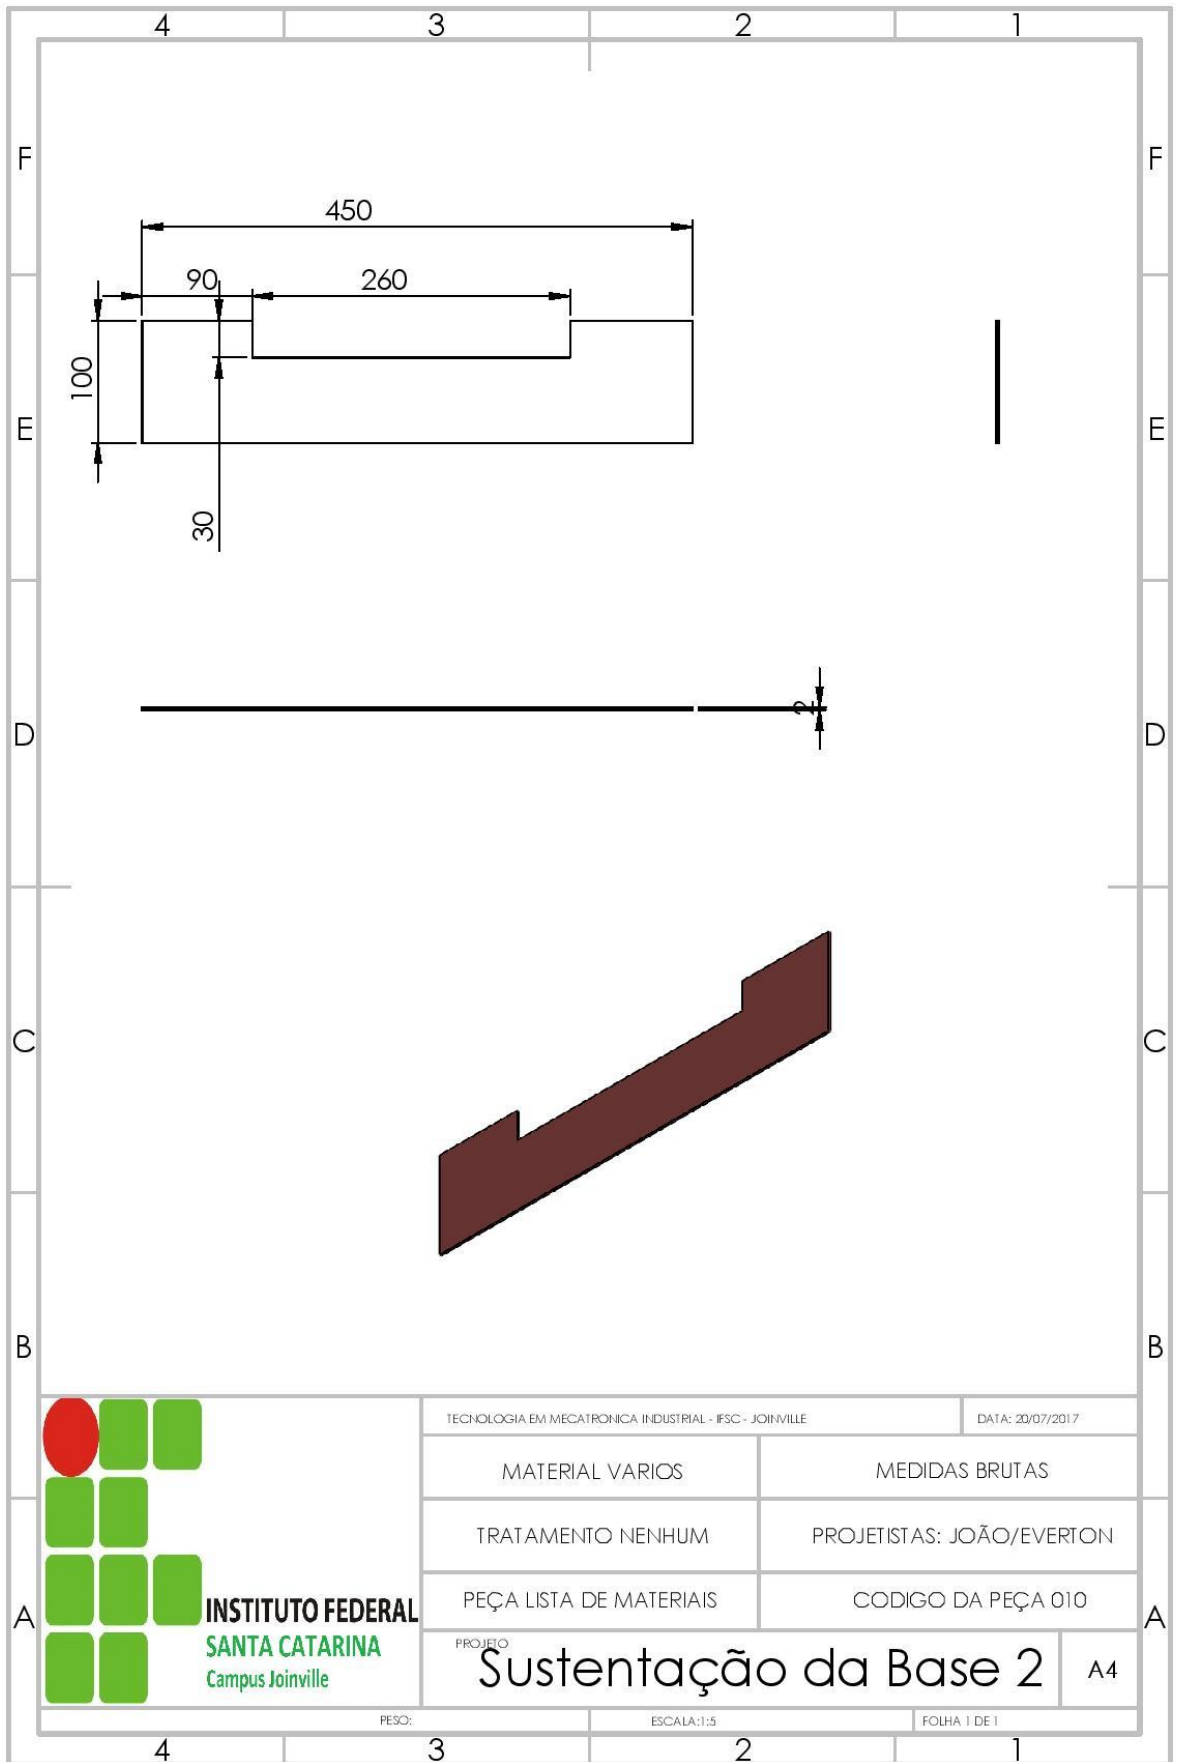 4 3 2 1
F F
450
90 260
100
E E
30
2
D D
C C
B B
TECNOLOGIA EM MECATRONICA INDUSTRIAL - IFSC - JOINVILLE DATA: 20/07/2017
MATERIAL VARIOS MEDIDAS BRUTAS
TRATAMENTO NENHUM PROJETISTAS: JOÃO/EVERTON
PEÇA LISTA DE MATERIAIS CODIGO DA PEÇA 010
A A
INSTITUTO FEDERAL
SANTA CATARINA
Campus Joinville
PROJETO
Sustentação da Base 2 A4
PESO: ESCALA:1:5 FOLHA 1 DE 1
4 3 2 1